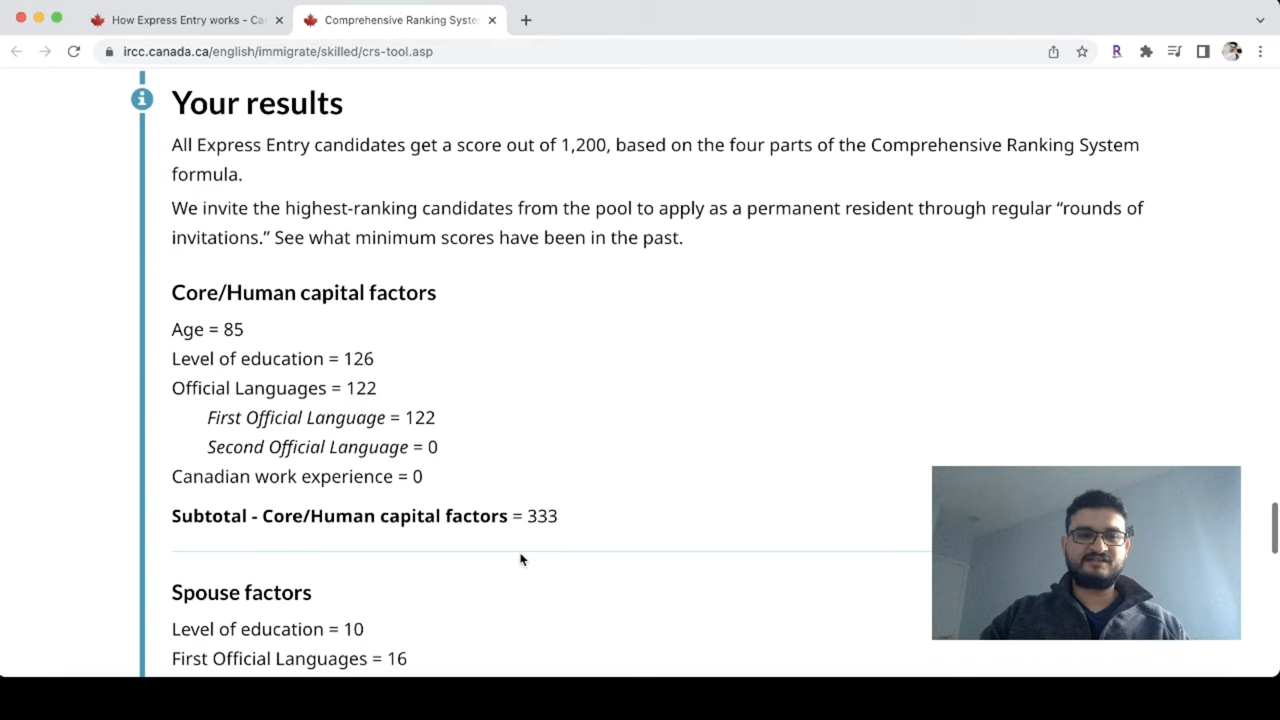 How Express Entry works - Ca
Comprehensive Ranking Syste
ircc.canada.ca/english/immigrate/skilled/crs-tool.asp
R
Your results
All Express Entry candidates get a score out of 1,200, based on the four parts of the Comprehensive Ranking System
formula.
We invite the highest-ranking candidates from the pool to apply as a permanent resident through regular “rounds of
invitations.” See what minimum scores have been in the past.
Core/Human capital factors
Age = 85
Level of education = 126
Official Languages = 122
First Official Language = 122
Second Official Language = 0
Canadian work experience = 0
Subtotal - Core/Human capital factors = 333
Spouse factors
Level of education = 10
First Official Languages = 16